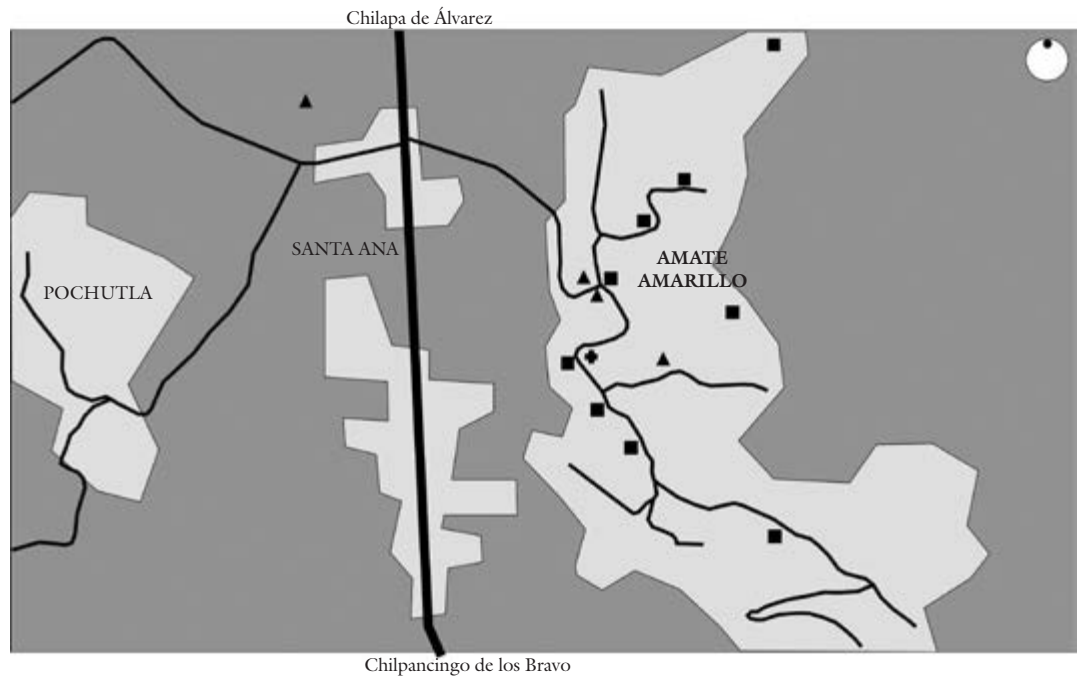 Chilapa de Álvarez
SANTA ANA
POCHUTLA
AMATE
AMARILLO
Chilpancingo de los Bravo